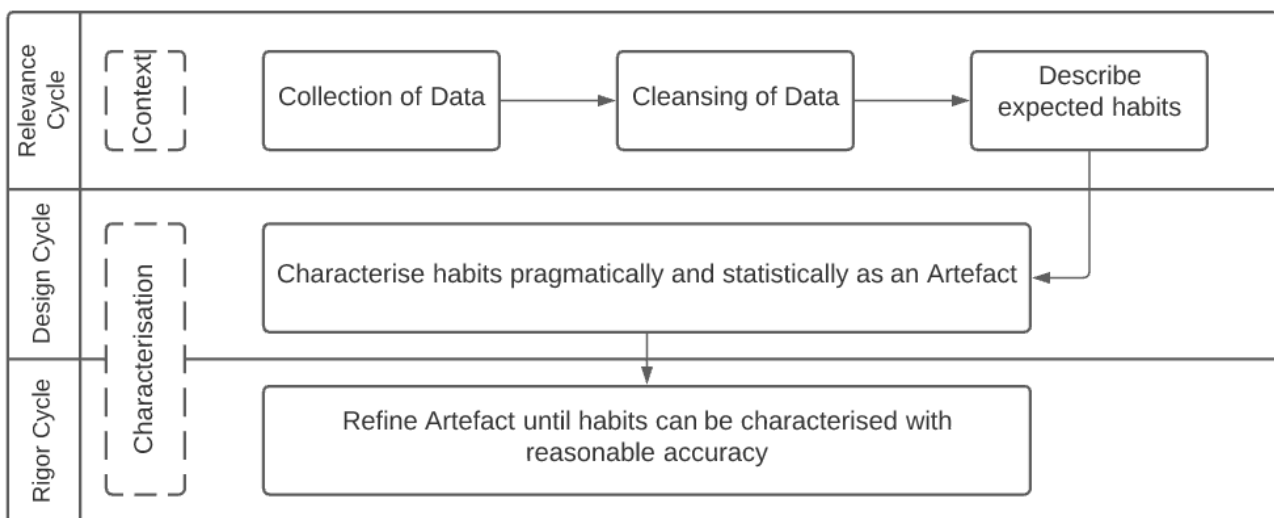 Relevance
Cycle
Context
Collection of Data
Cleansing of Data
Describe
expected habits
Design Cycle
Characterisation
Characterise habits pragmatically and statistically as an Artefact
Rigor Cycle
Refine Artefact until habits can be characterised with
reasonable accuracy